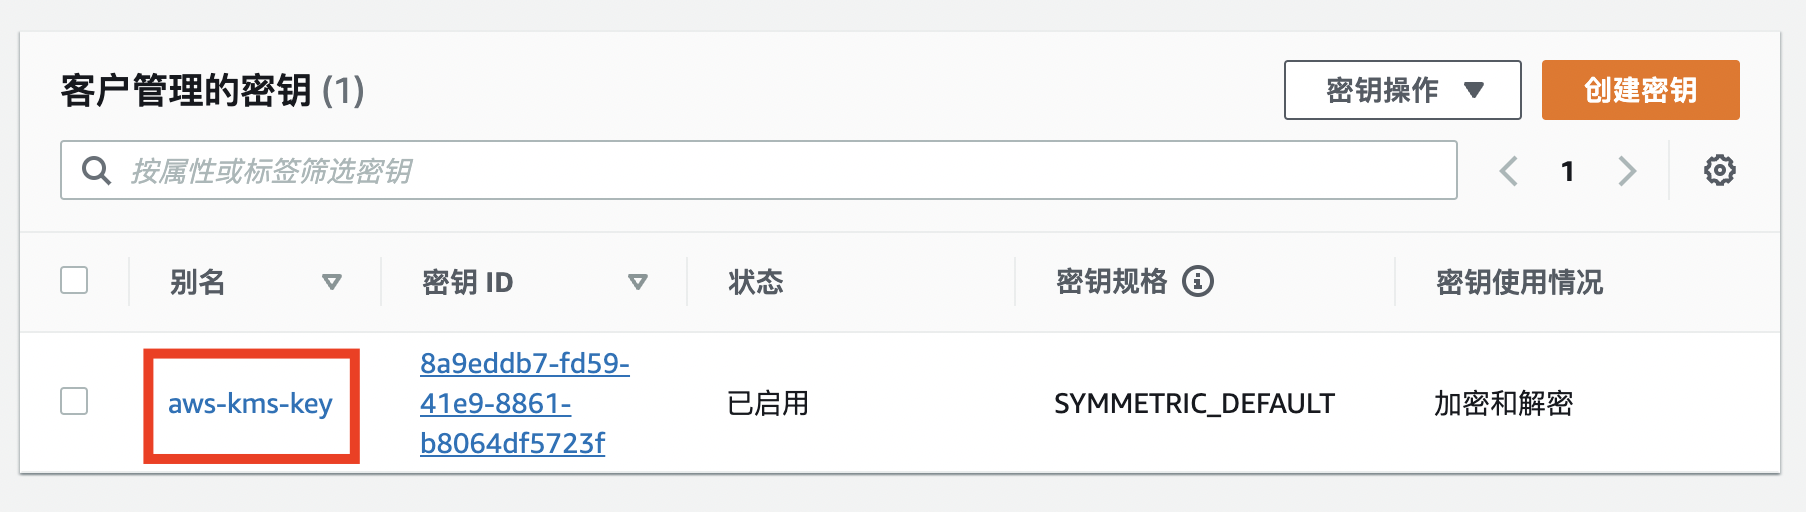 客户管理的密钥 (1)
密钥操作
创建密钥
按属性或标签筛选密钥
1
别名
密钥 ID
状态
密钥规格
密钥使用情况
aws-kms-key
8a9eddb7-fd59-
41e9-8861-
b8064df5723f
已启用
SYMMETRIC_DEFAULT
加密和解密